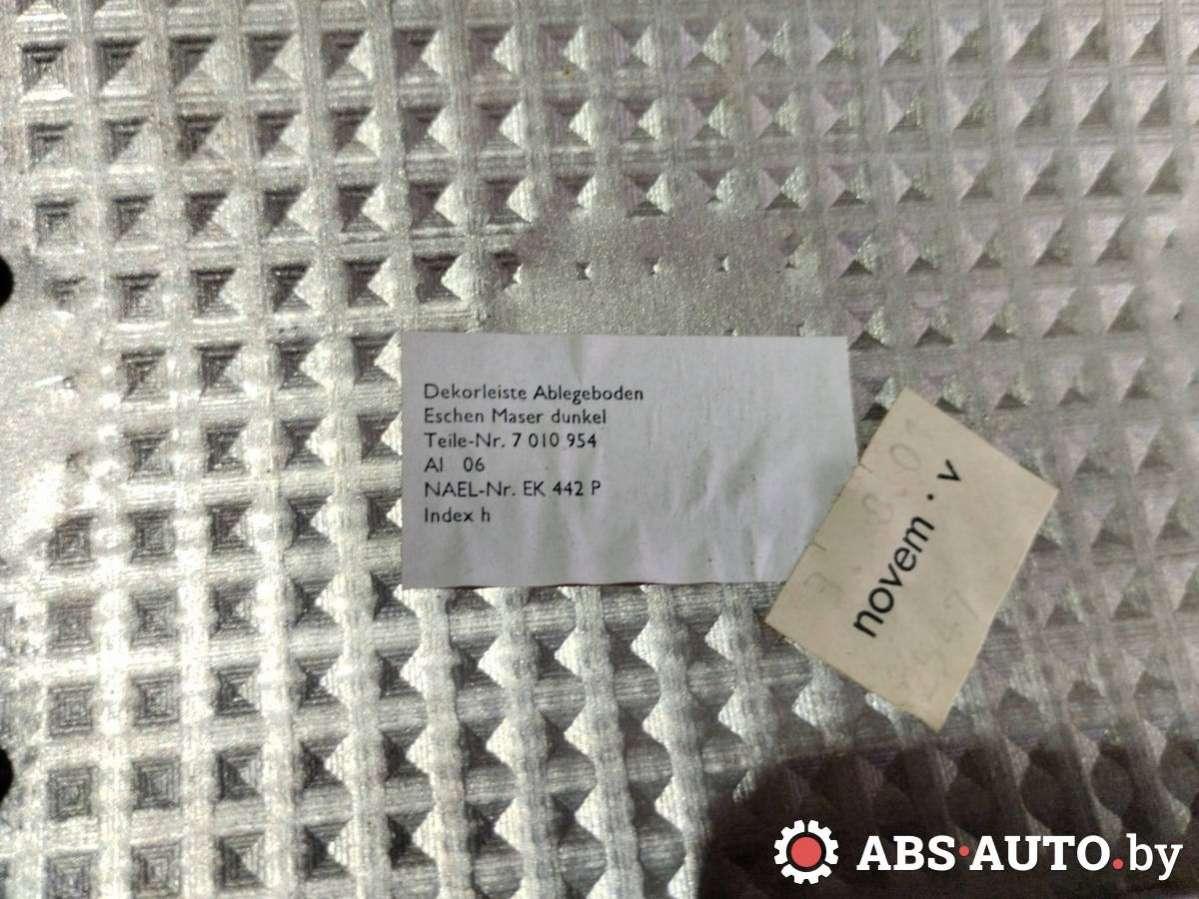 Dekorleiste Ablegeboden
Eschen Maser dunkel
Teile-Nr. 7 010 954
AI 06
NAEL-Nr. EK 442 P
Index h
novem · v
ABS·AUTO.by